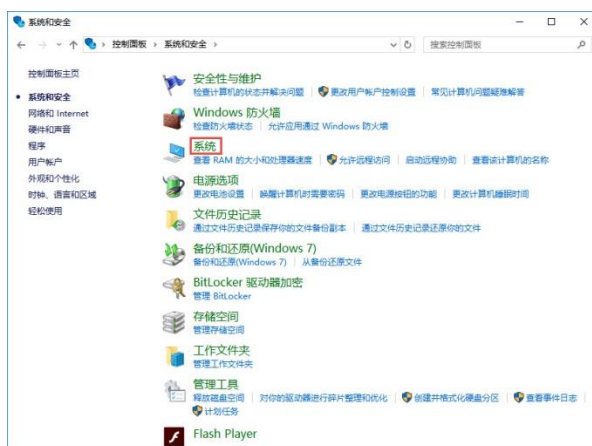 系统和安全
控制面板 › 系统和安全 ›
搜索控制面板
控制面板主页
系统和安全
网络和 Internet
硬件和声音
程序
用户帐户
外观和个性化
时钟、语言和区域
轻松使用
安全性与维护
检查计算机的状态并解决问题 更改用户帐户控制设置 常见计算机问题疑难解答
Windows 防火墙
检查防火墙状态 允许应用通过 Windows 防火墙
系统
查看 RAM 的大小和处理器速度 允许远程访问 启动远程协助 查看该计算机的名称
电源选项
更改电池设置 唤醒计算机时需要密码 更改电源按钮的功能 更改计算机睡眠时间
文件历史记录
通过文件历史记录保存你的文件备份副本 通过文件历史记录还原你的文件
备份和还原(Windows 7)
备份和还原(Windows 7) 从备份还原文件
BitLocker 驱动器加密
管理 BitLocker
存储空间
管理存储空间
工作文件夹
管理工作文件夹
管理工具
释放磁盘空间 对你的驱动器进行碎片整理和优化 创建并格式化硬盘分区 查看事件日志
计划任务
Flash Player